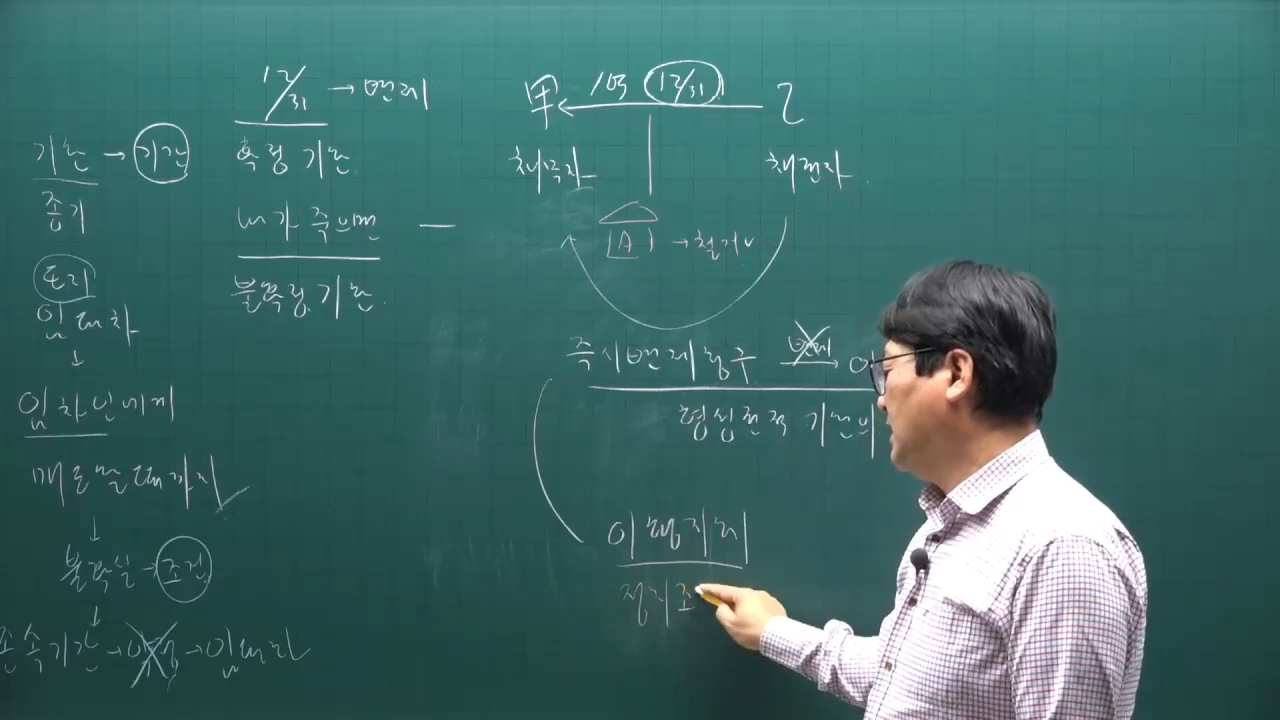 12/31 → 변제
기한 → 기간
종기
토지
임대차
↓
임차인에게
매도할 때까지
↓
불확실 → 조건
↓
존속기간 → → 임대차
확정기한
내가 죽으면 —
불확정기한
甲 ← 1억 12/31 乙
채무자 채권자
A → 철거
즉시변제청구 변제 → 이
형성권적 기한이
이행지체
정지조